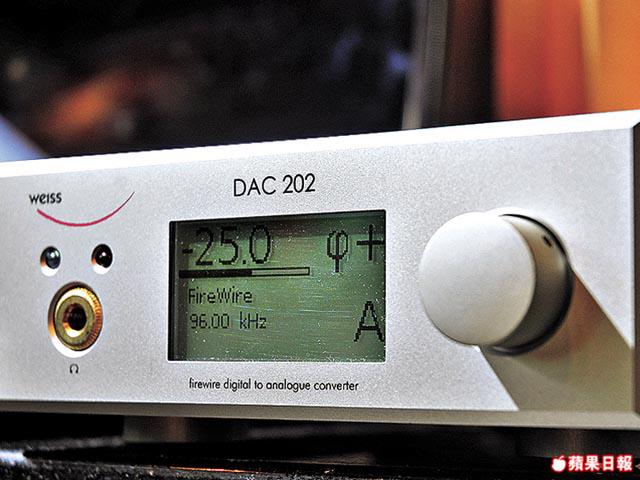 weiss
DAC 202
-25.0 φ+
FireWire
96.00 kHz
A
Ω
firewire digital to analogue converter
蘋果日報